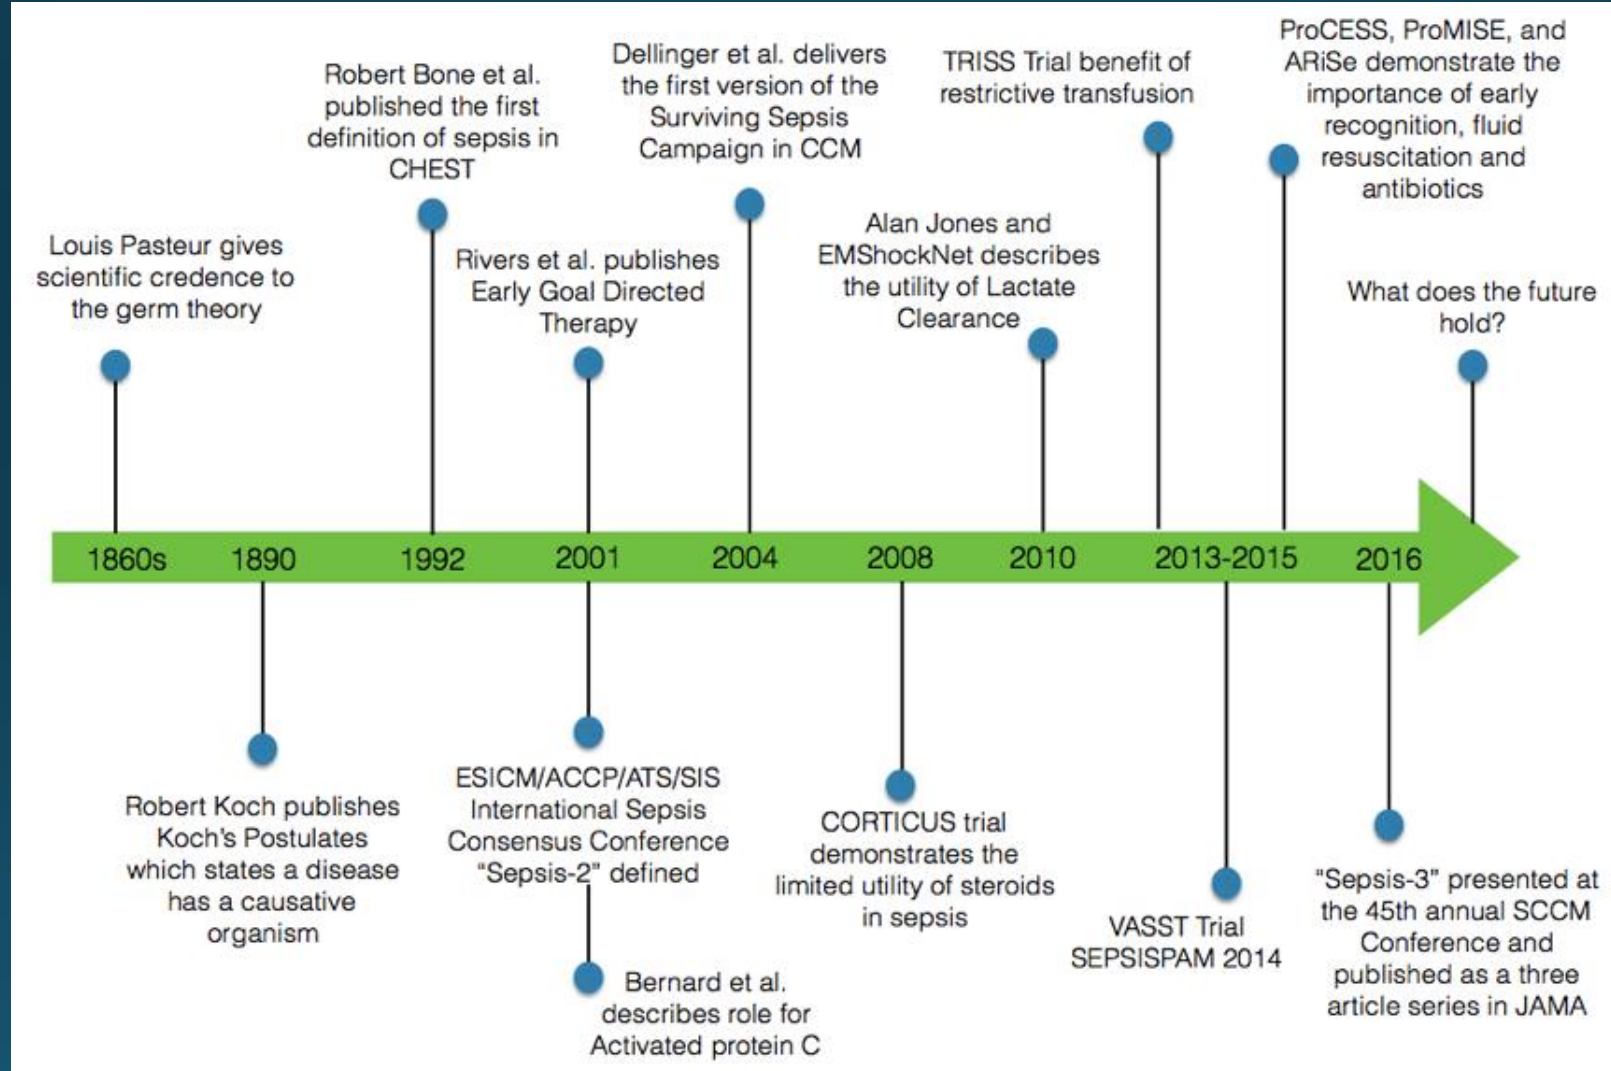 Louis Pasteur gives
scientific credence to
the germ theory
Robert Bone et al.
published the first
definition of sepsis in
CHEST
Rivers et al. publishes
Early Goal Directed
Therapy
Dellinger et al. delivers
the first version of the
Surviving Sepsis
Campaign in CCM
Alan Jones and
EMShockNet describes
the utility of Lactate
Clearance
TRISS Trial benefit of
restrictive transfusion
ProCESS, ProMISE, and
ARiSe demonstrate the
importance of early
recognition, fluid
resuscitation and
antibiotics
What does the future
hold?
1860s 1890 1992 2001 2004 2008 2010 2013-2015 2016
Robert Koch publishes
Koch's Postulates
which states a disease
has a causative
organism
ESICM/ACCP/ATS/SIS
International Sepsis
Consensus Conference
"Sepsis-2" defined
Bernard et al.
describes role for
Activated protein C
CORTICUS trial
demonstrates the
limited utility of steroids
in sepsis
VASST Trial
SEPSISPAM 2014
"Sepsis-3" presented at
the 45th annual SCCM
Conference and
published as a three
article series in JAMA